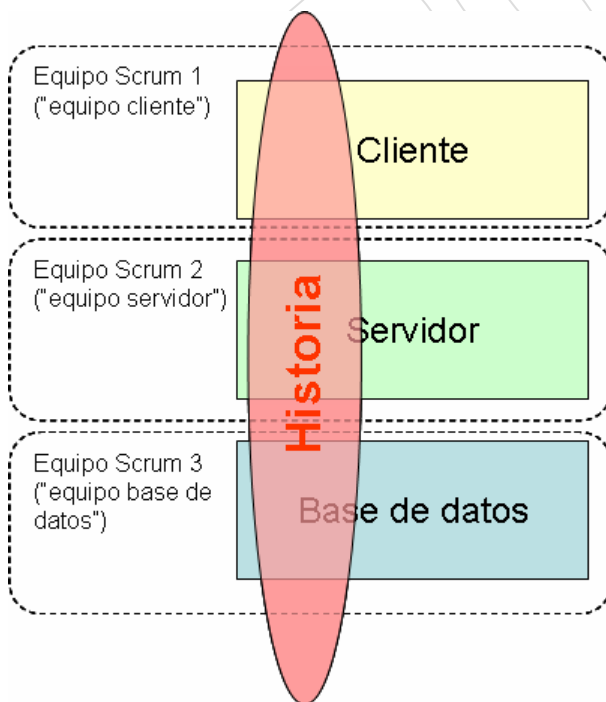 Equipo Scrum 1
("equipo cliente")
Cliente
Equipo Scrum 2
("equipo servidor")
Servidor
Historia
Equipo Scrum 3
("equipo base de
datos")
Base de datos